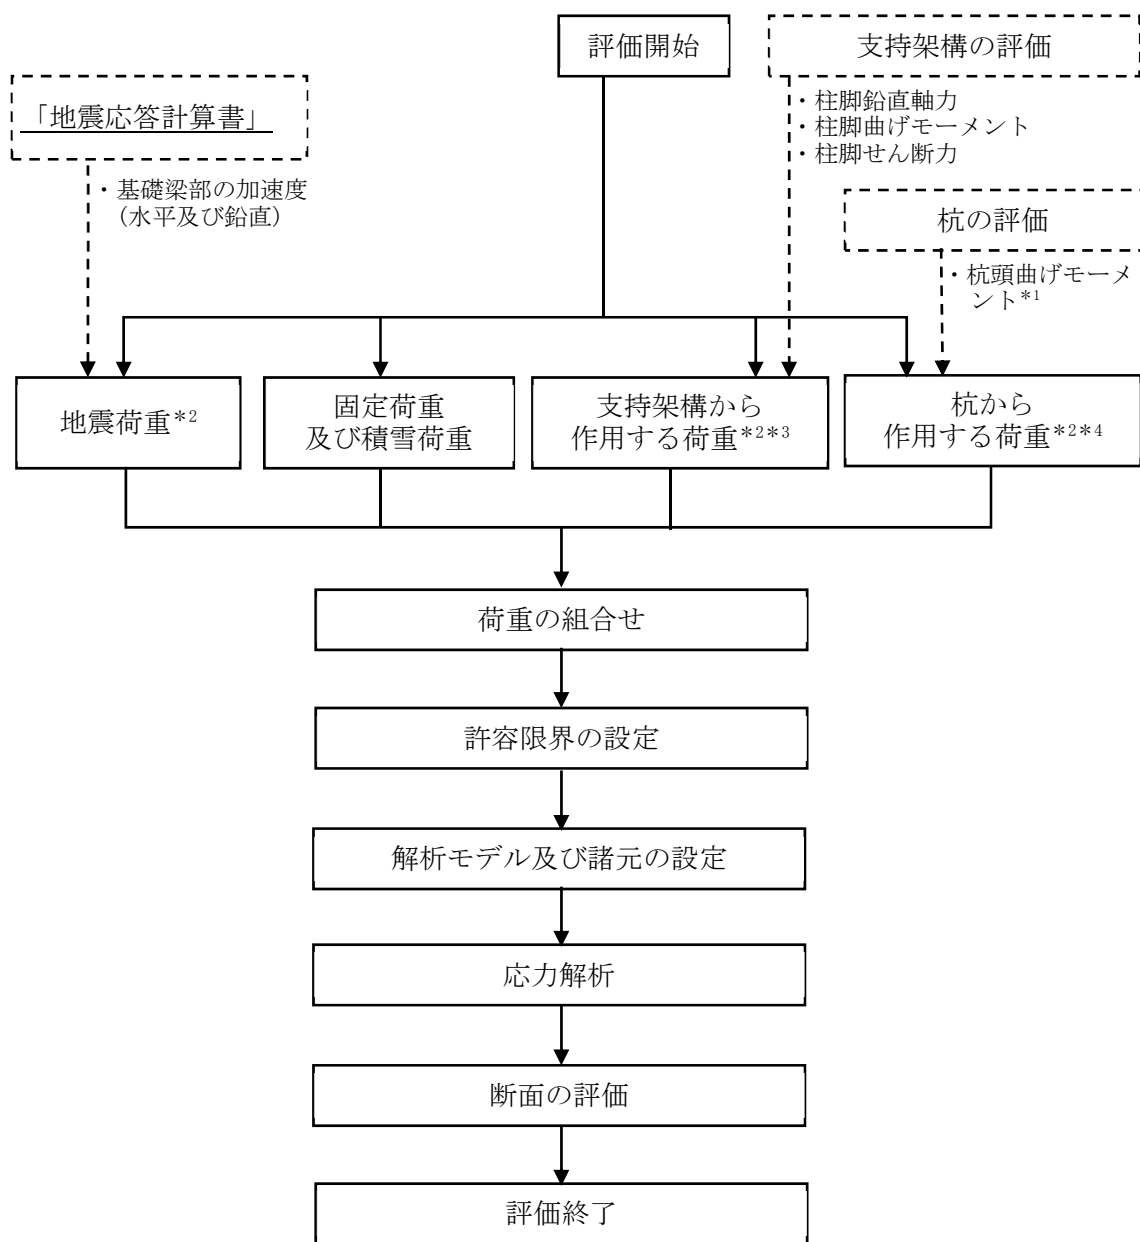 評価開始
支持架構の評価
・柱脚鉛直軸力
・柱脚曲げモーメント
・柱脚せん断力
「地震応答計算書」
・基礎梁部の加速度
(水平及び鉛直)
杭の評価
・杭頭曲げモーメ
ント*1
地震荷重*2
固定荷重
及び積雪荷重
支持架構から
作用する荷重*2*3
杭から
作用する荷重*2*4
荷重の組合せ
許容限界の設定
解析モデル及び諸元の設定
応力解析
断面の評価
評価終了